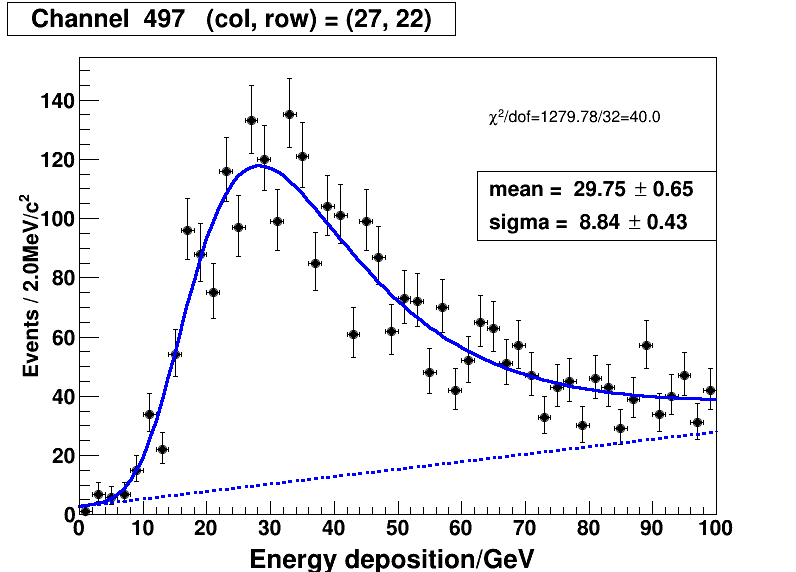 Channel 497 (col, row) = (27, 22)
χ²/dof=1279.78/32=40.0
mean = 29.75 ± 0.65
sigma = 8.84 ± 0.43
Events / 2.0MeV/c²
140
120
100
80
60
40
20
0
0 10 20 30 40 50 60 70 80 90 100
Energy deposition/GeV